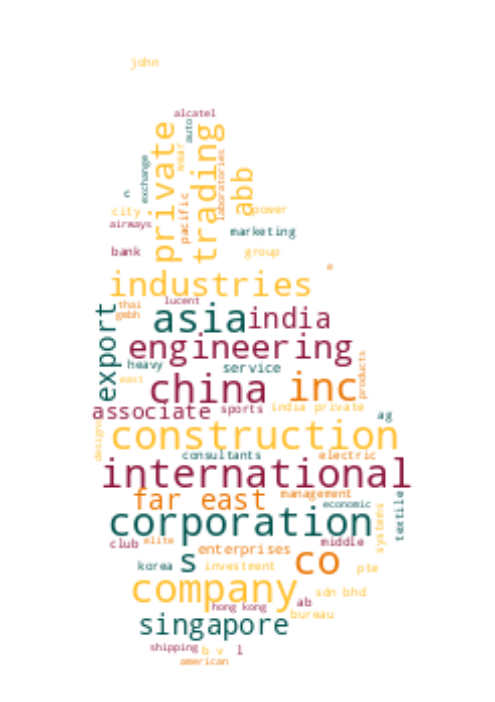 john
alcatel
auto
private
trading
near
exchange
laboratories
abb
c
pacific
city
power
airways
marketing
bank
group
e
industries
lucent
thai
gmbh
export
asia
india
engineering
heavy
service
products
east
china
inc
associate
sports
india private
ag
designs
construction
consultants
electric
international
far east
management
economic
textile
corporation
systems
club
elite
enterprises
middle
s
co
korea
investment
pte
company
sdn bhd
hong kong
ab
bureau
singapore
shipping
b v
l
american